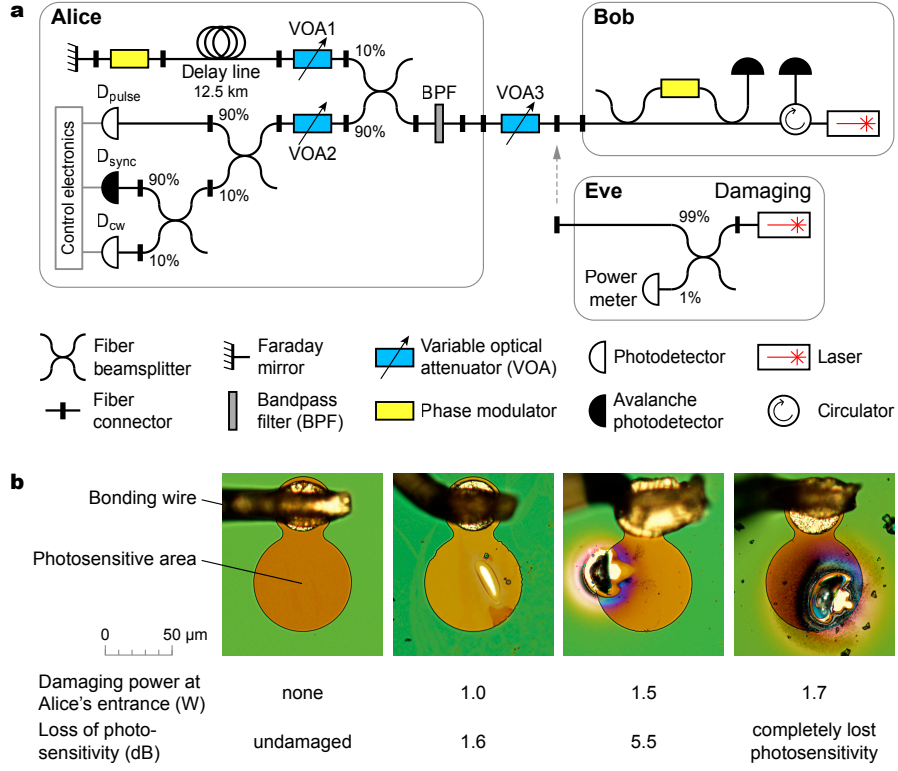 a
Alice
VOA1
10%
Delay line
12.5 km
Dpulse
90%
VOA2
90%
BPF
VOA3
Bob
Dsync
90%
10%
Control electronics
Dcw
10%
Eve
Damaging
99%
Power
meter
1%
Fiber
beamsplitter
Faraday
mirror
Variable optical
attenuator (VOA)
Photodetector
Laser
Fiber
connector
Bandpass
filter (BPF)
Phase modulator
Avalanche
photodetector
Circulator
b
Bonding wire
Photosensitive area
0 50 µm
Damaging power at
Alice's entrance (W)
none 1.0 1.5 1.7
Loss of photo-
sensitivity (dB)
undamaged 1.6 5.5 completely lost
photosensitivity